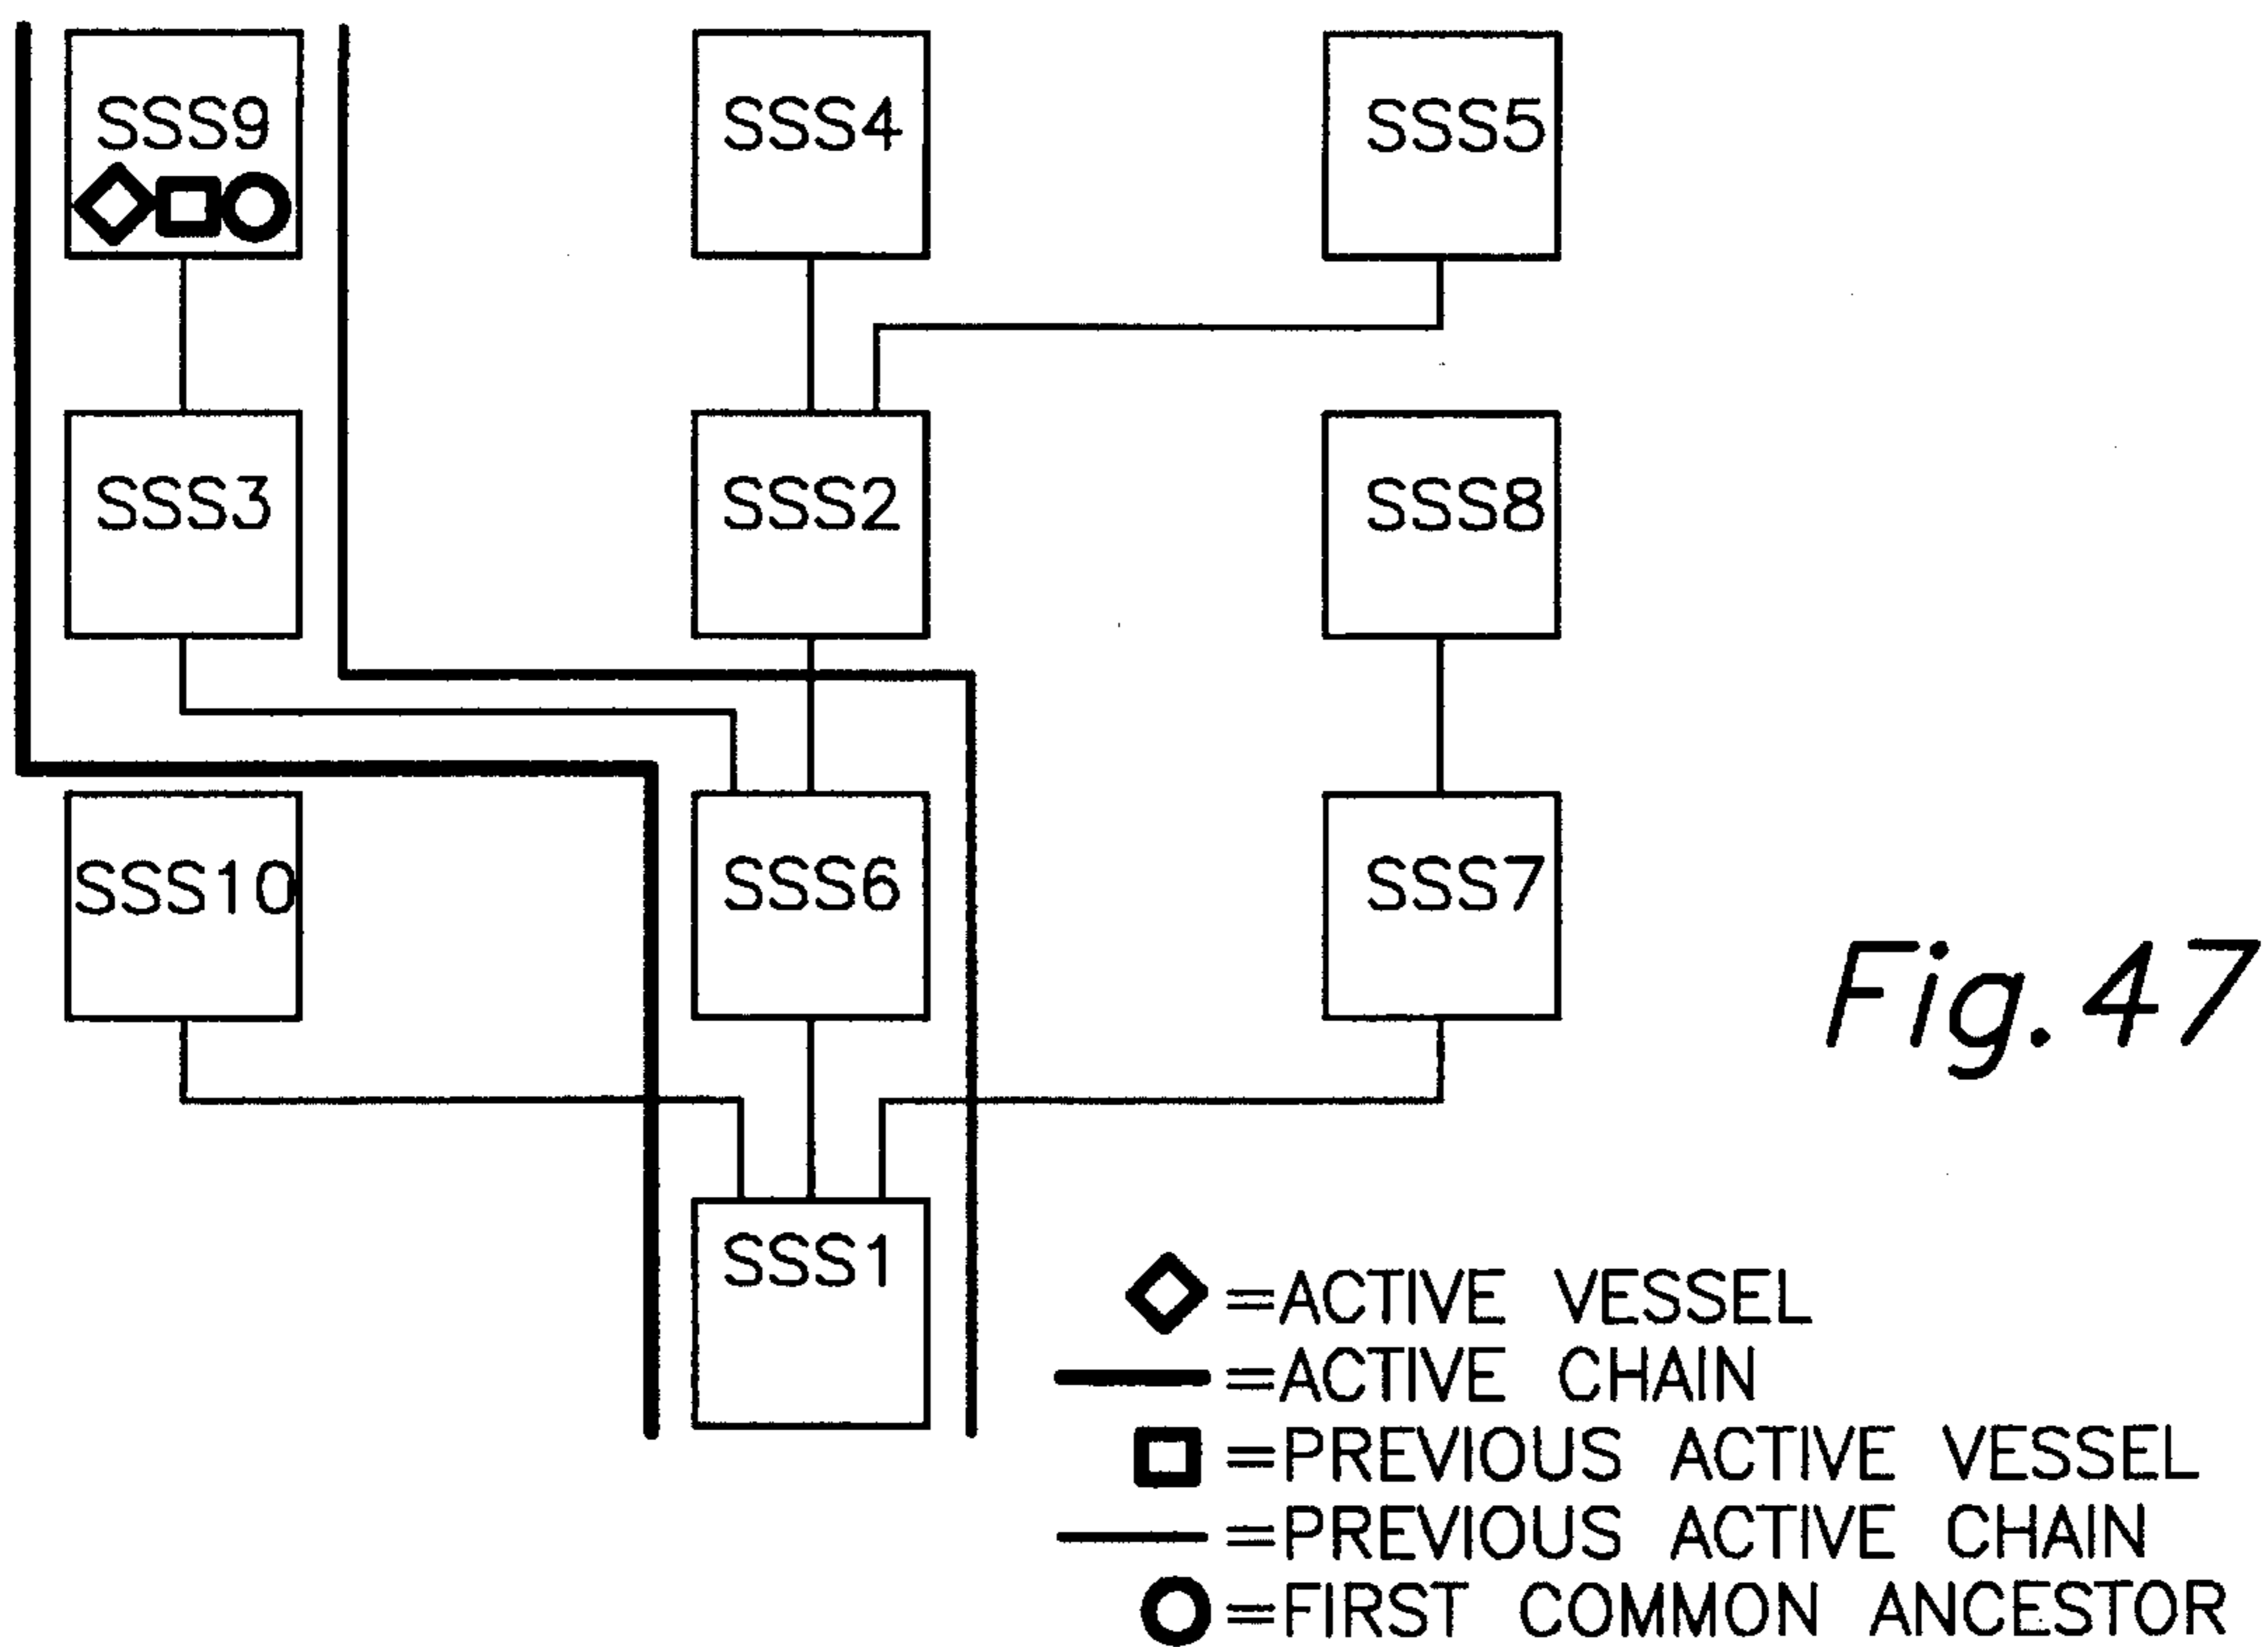 SSS9
SSS4
SSS5
SSS3
SSS2
SSS8
SSS10
SSS6
SSS7
Fig. 47
SSS1
=ACTIVE VESSEL
=ACTIVE CHAIN
=PREVIOUS ACTIVE VESSEL
=PREVIOUS ACTIVE CHAIN
=FIRST COMMON ANCESTOR